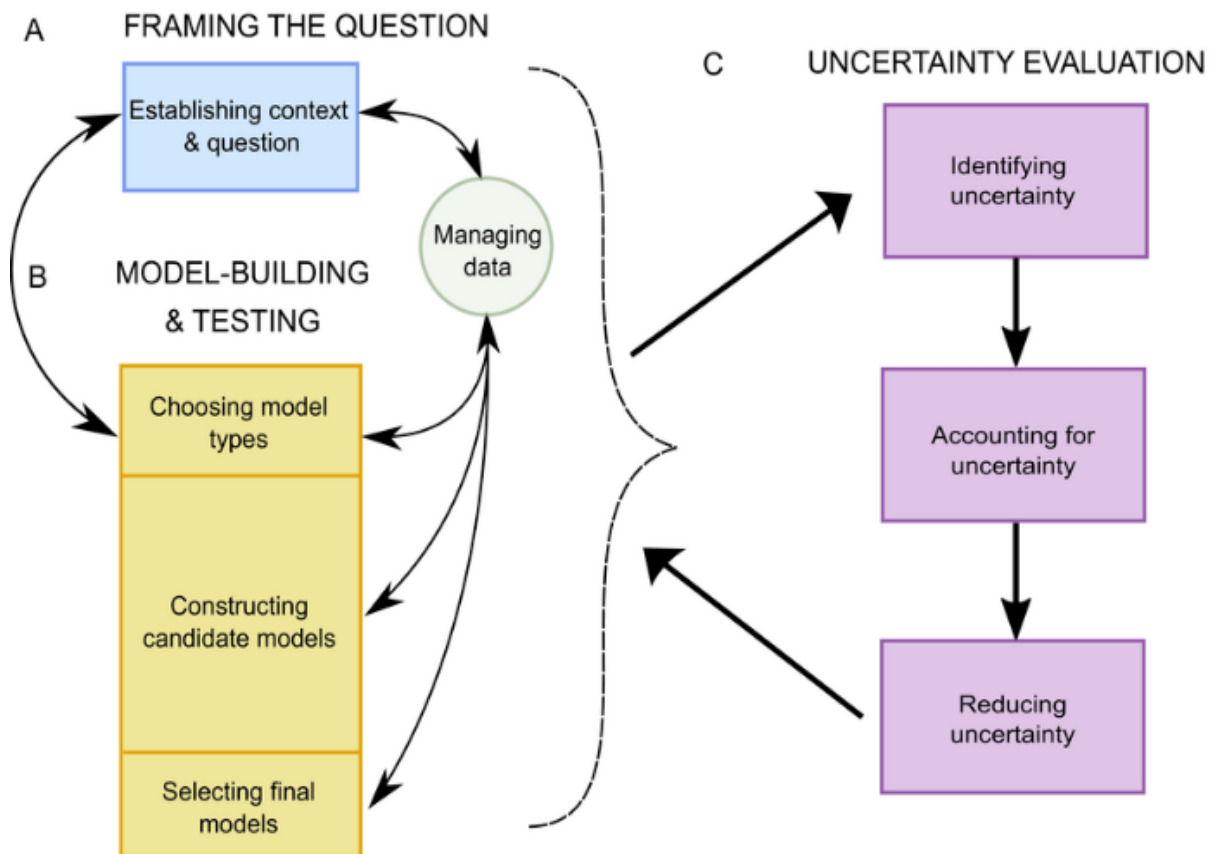 A
FRAMING THE QUESTION
Establishing context
& question
Managing
data
B
MODEL-BUILDING
& TESTING
Choosing model
types
Constructing
candidate models
Selecting final
models
C
UNCERTAINTY EVALUATION
Identifying
uncertainty
Accounting for
uncertainty
Reducing
uncertainty